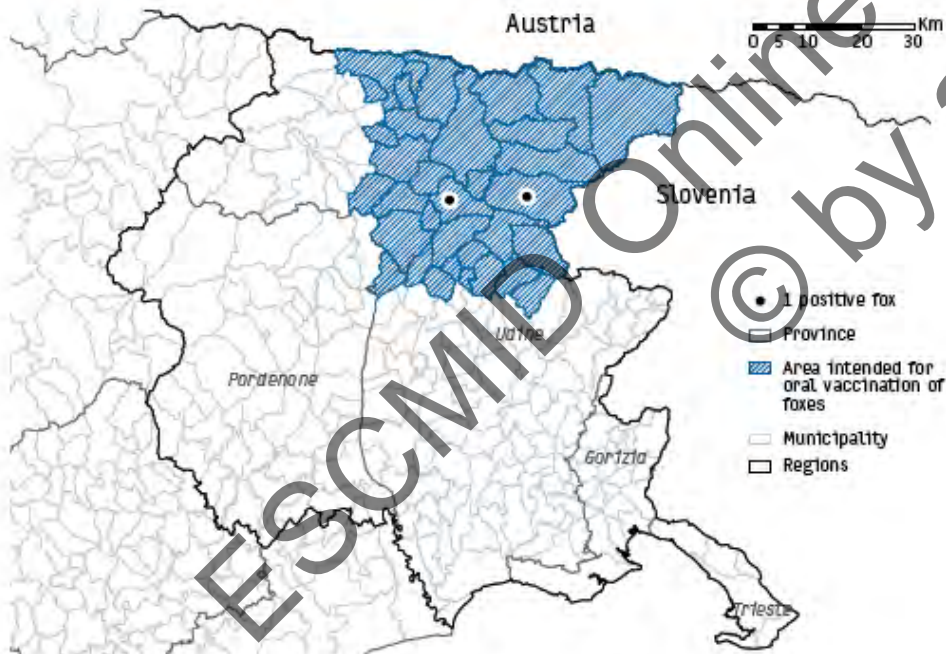 Austria
Km
0 5 10 20 30
Slovenia
1 positive fox
Province
Udine
Area intended for
oral vaccination of
foxes
Pordenone
Municipality
Gorizia
Regions
Trieste
ESCMID Online
© by